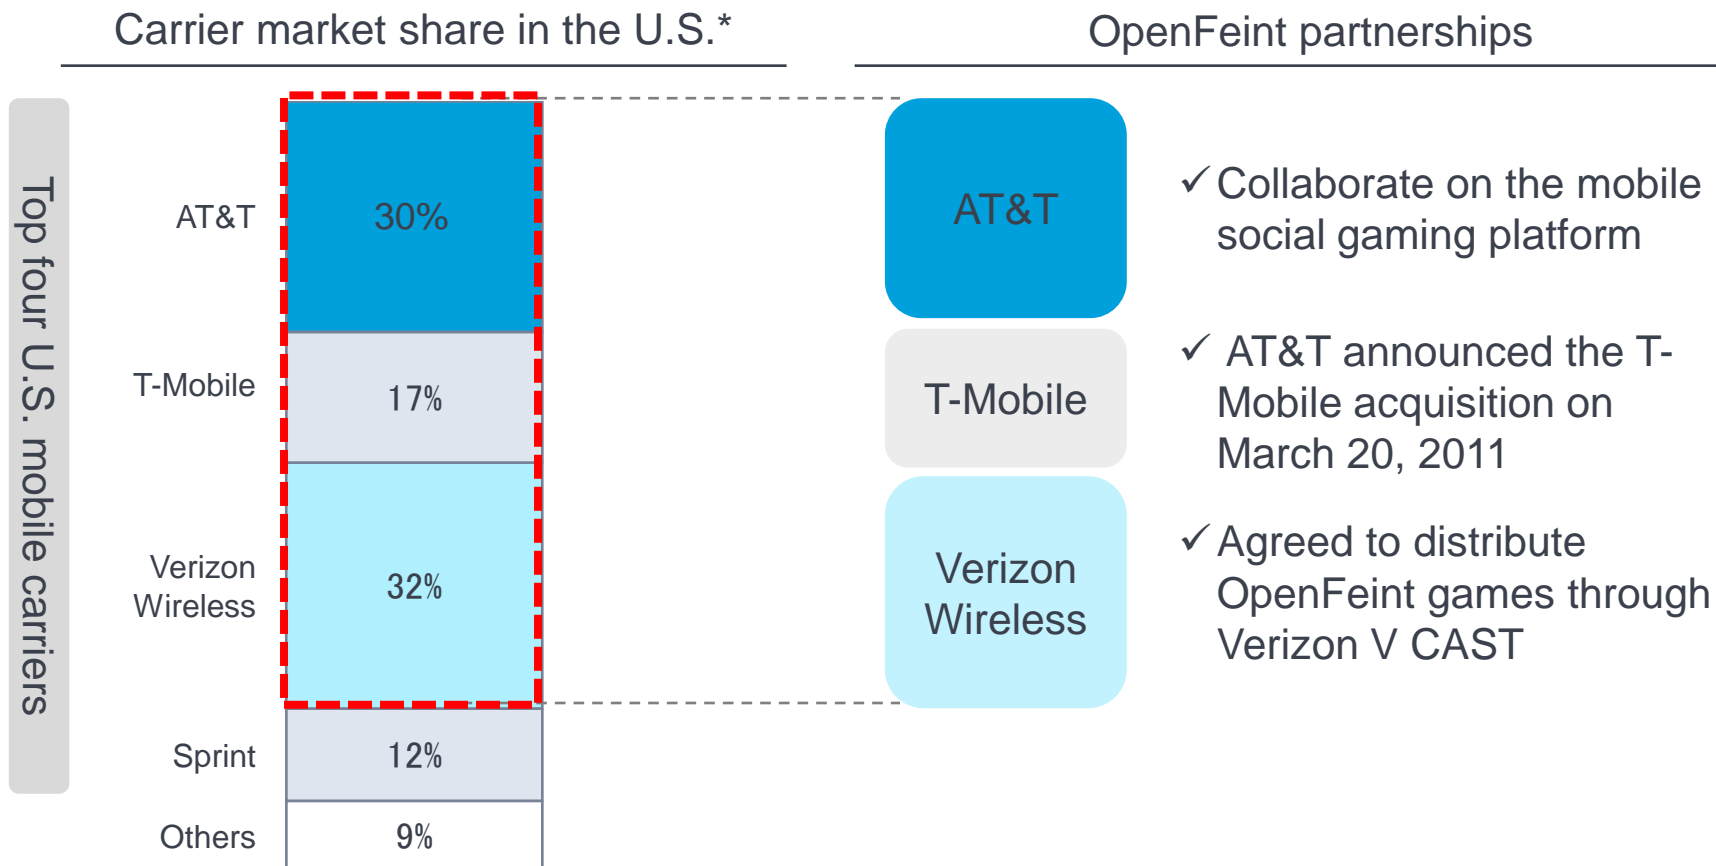 Carrier market share in the U.S.*
OpenFeint partnerships
Top four U.S. mobile carriers
AT&T
30%
T-Mobile
17%
Verizon
Wireless
32%
Sprint
12%
Others
9%
AT&T
✓ Collaborate on the mobile
social gaming platform
T-Mobile
✓ AT&T announced the T-
Mobile acquisition on
March 20, 2011
Verizon
Wireless
✓ Agreed to distribute
OpenFeint games through
Verizon V CAST